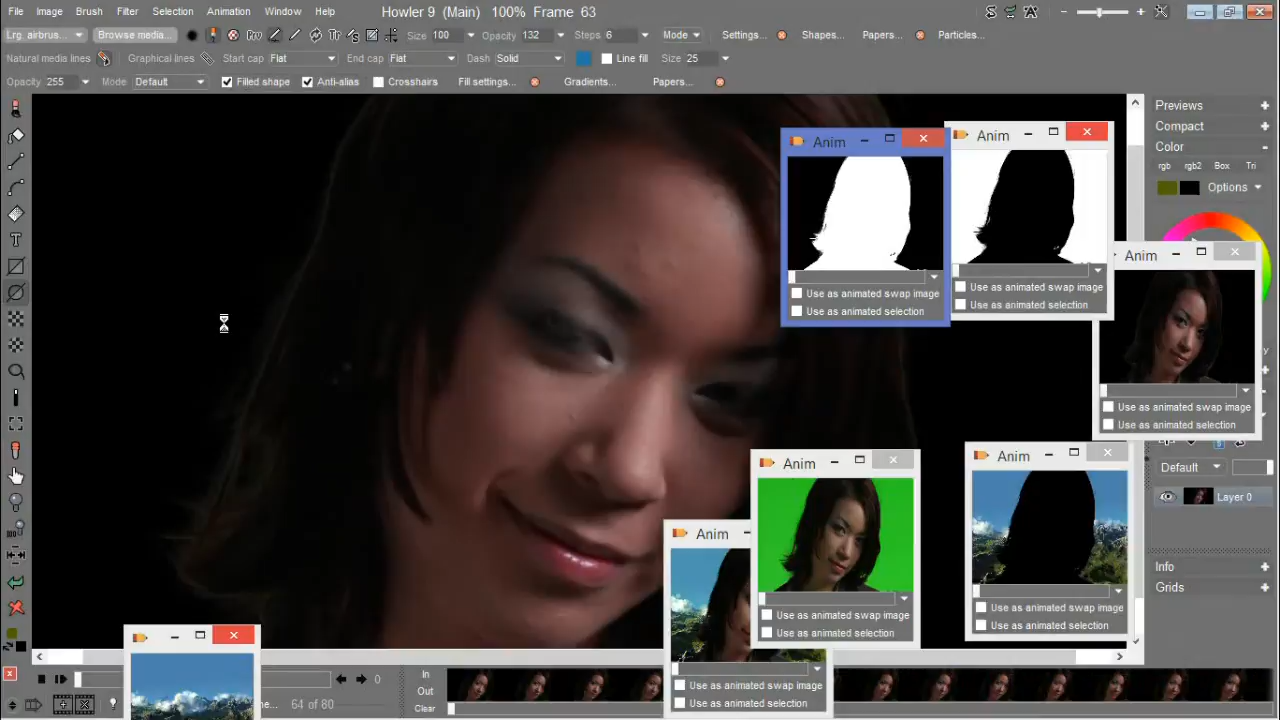 File Image Brush Filter Selection Animation Window Help Howler 9 (Main) 100% Frame 63
Lrg. airbrus... Browse media... Size 100 Opacity 132 Steps 6 Mode Settings... Shapes... Papers... Particles...
Natural media lines Graphical lines Start cap Flat End cap Flat Dash Solid Line fill Size 25
Opacity 255 Mode Default Filled shape Anti-alias Crosshairs Fill settings... Gradients... Papers...
Previews
Compact
Color
rgb rgb2 Box Tri
Options
Anim
Use as animated swap image
Use as animated selection
Anim
Use as animated swap image
Use as animated selection
Anim
Use as animated swap image
Use as animated selection
Default
Layer 0
Anim
Use as animated swap image
Use as animated selection
Anim
Use as animated swap image
Use as animated selection
Anim
Use as animated swap image
Use as animated selection
Info
Grids
0
In
Out
Clear
64 of 80